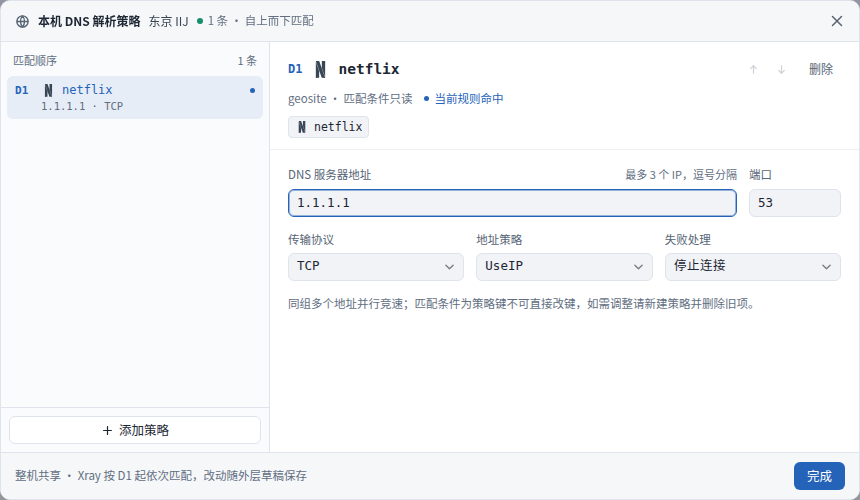 本机 DNS 解析策略 东京 IIJ 1 条 · 自上而下匹配
匹配顺序 1 条
D1 netflix
1.1.1.1 · TCP
添加策略
D1 netflix 删除
geosite · 匹配条件只读 当前规则命中
netflix
DNS 服务器地址 最多 3 个 IP，逗号分隔 端口
1.1.1.1 53
传输协议 地址策略 失败处理
TCP UseIP 停止连接
同组多个地址并行竞速；匹配条件为策略键不可直接改键，如需调整请新建策略并删除旧项。
整机共享 · Xray 按 D1 起依次匹配，改动随外层草稿保存 完成